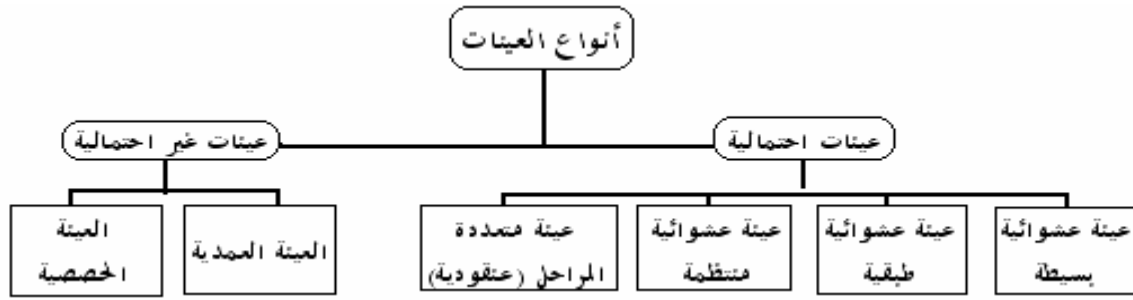 أنواع العينات
عينات احتمالية
عينات غير احتمالية
عينة عشوائية
بسيطة
عينة عشوائية
طبقية
عينة عشوائية
منتظمة
عينة متعددة
المراحل (عنقودية)
العينة العمدية
العينة
الحصصية